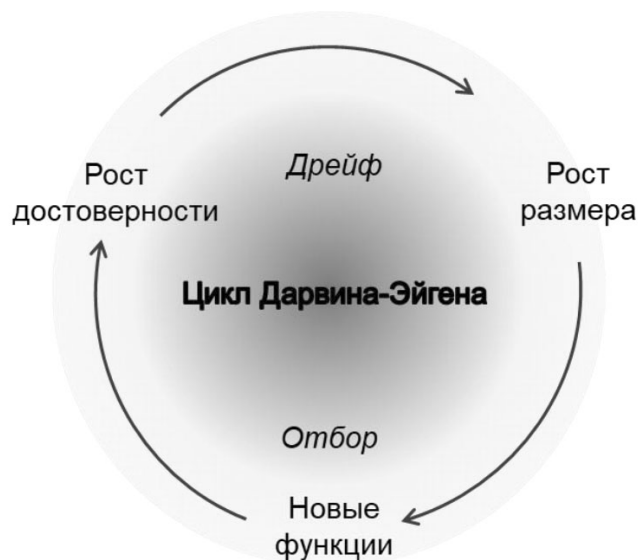 Дрейф
Рост
достоверности
Рост
размера
Цикл Дарвина-Эйгена
Отбор
Новые
функции